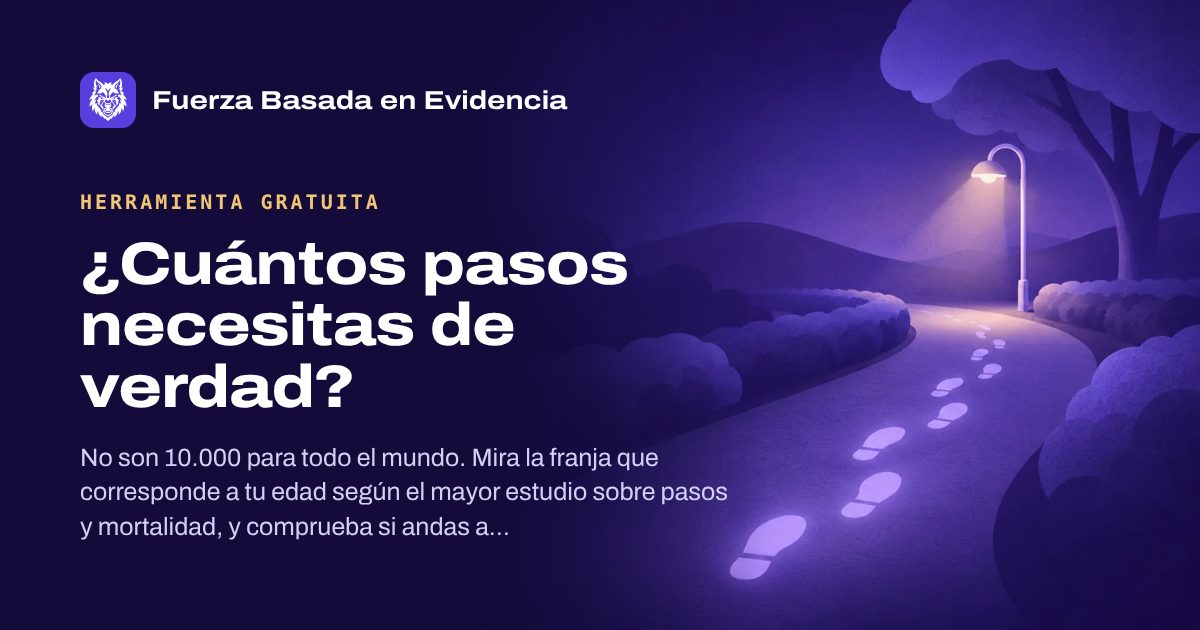 Fuerza Basada en Evidencia
HERRAMIENTA GRATUITA
¿Cuántos pasos
necesitas de
verdad?
No son 10.000 para todo el mundo. Mira la franja que
corresponde a tu edad según el mayor estudio sobre pasos
y mortalidad, y comprueba si andas a...